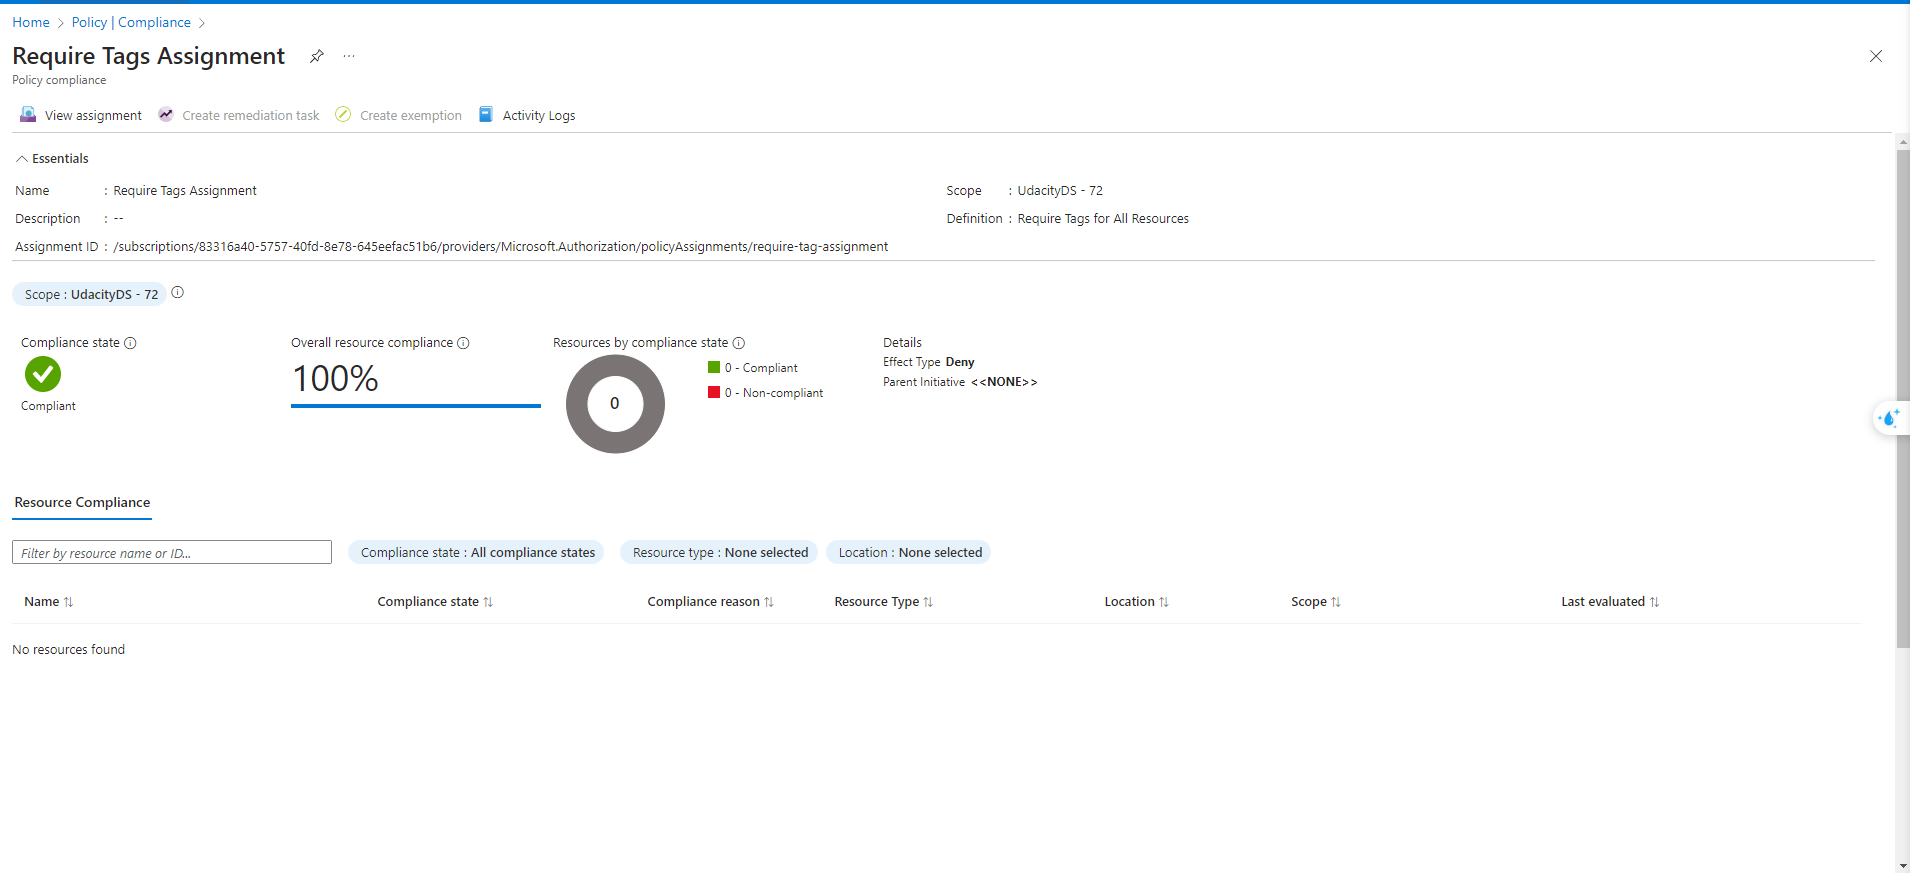 Home > Policy | Compliance >
Require Tags Assignment ...
Policy compliance
View assignment Create remediation task Create exemption Activity Logs
Essentials
Name : Require Tags Assignment Scope : UdacityDS - 72
Description : -- Definition : Require Tags for All Resources
Assignment ID : /subscriptions/83316a40-5757-40fd-8e78-645eefac51b6/providers/Microsoft.Authorization/policyAssignments/require-tag-assignment
Scope : UdacityDS - 72
Compliance state
Compliant
Overall resource compliance
100%
Resources by compliance state
0
0 - Compliant
0 - Non-compliant
Details
Effect Type Deny
Parent Initiative <<NONE>>
Resource Compliance
Filter by resource name or ID... Compliance state : All compliance states Resource type : None selected Location : None selected
Name Compliance state Compliance reason Resource Type Location Scope Last evaluated
No resources found